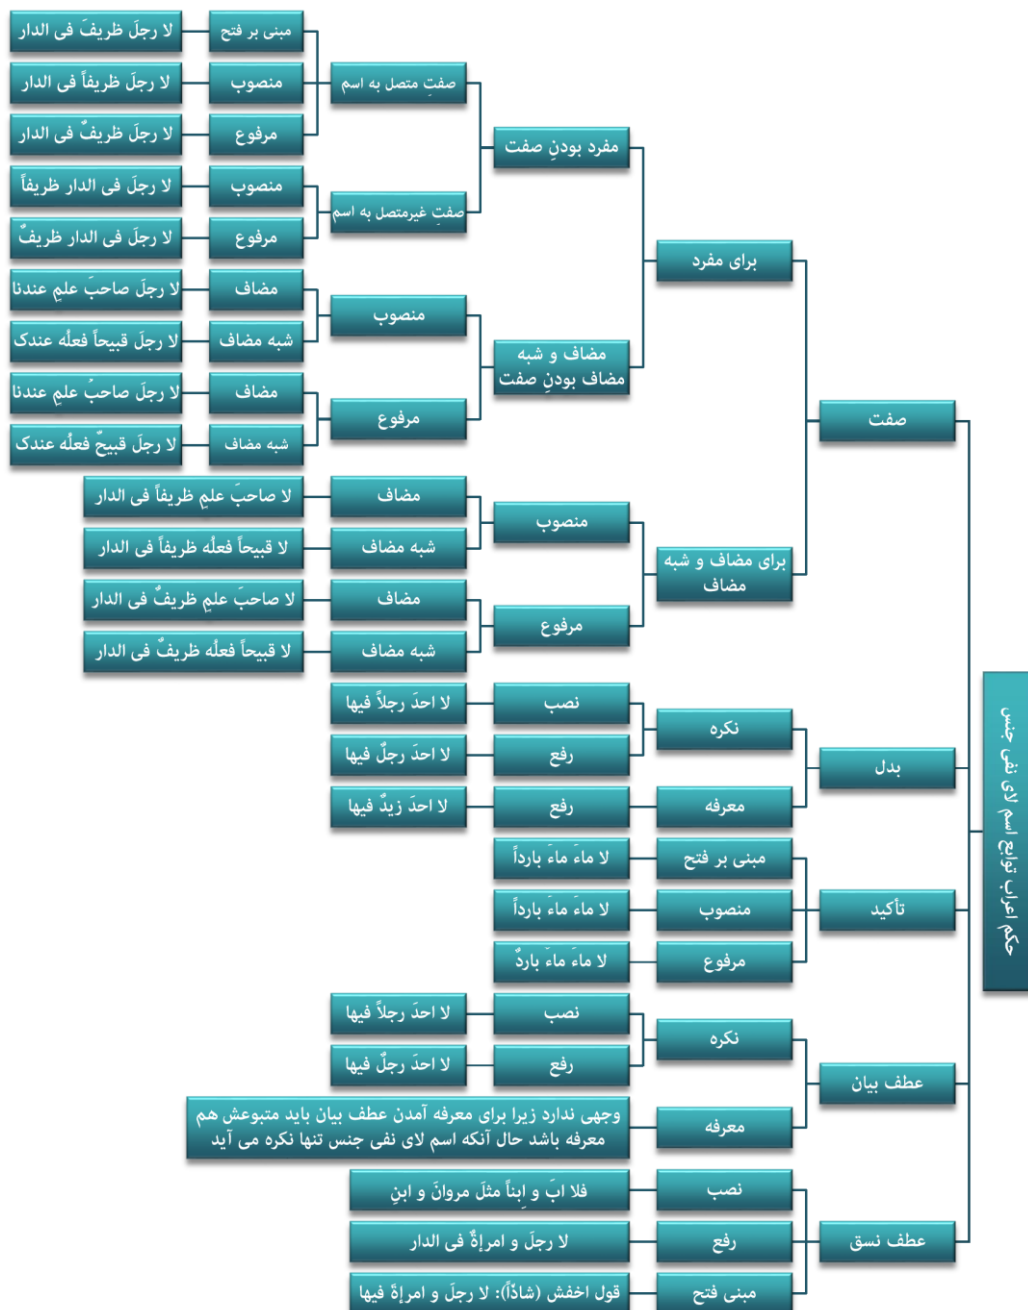 حکم اعراب توابع اسم لای نفی جنس
صفت
برای مفرد
مفرد بودنِ صفت
صفتِ متصل به اسم
مبنی بر فتح
لا رجلَ ظریفَ فی الدار
منصوب
لا رجلَ ظریفاً فی الدار
مرفوع
لا رجلَ ظریفٌ فی الدار
صفتِ غیرمتصل به اسم
منصوب
لا رجلَ فی الدار ظریفاً
مرفوع
لا رجلَ فی الدار ظریفٌ
مضاف و شبه
مضاف بودنِ صفت
منصوب
مضاف
لا رجلَ صاحبَ علمٍ عندنا
شبه مضاف
لا رجلَ قبیحاً فعلُه عندک
مرفوع
مضاف
لا رجلَ صاحبُ علمٍ عندنا
شبه مضاف
لا رجلَ قبیحٌ فعلُه عندک
برای مضاف و شبه
مضاف
منصوب
مضاف
لا صاحبَ علمٍ ظریفاً فی الدار
شبه مضاف
لا قبیحاً فعلُه ظریفاً فی الدار
مرفوع
مضاف
لا صاحبَ علمٍ ظریفٌ فی الدار
شبه مضاف
لا قبیحاً فعلُه ظریفٌ فی الدار
بدل
نکره
نصب
لا احدَ رجلاً فیها
رفع
لا احدَ رجلٌ فیها
معرفه
رفع
لا احدَ زیدٌ فیها
تأکید
مبنی بر فتح
لا ماءَ ماءَ بارداً
منصوب
لا ماءَ ماءَ بارداً
مرفوع
لا ماءَ ماءَ باردٌ
عطف بیان
نکره
نصب
لا احدَ رجلاً فیها
رفع
لا احدَ رجلٌ فیها
معرفه
وجهی ندارد زیرا برای معرفه آمدن عطف بیان باید متبوعش هم
معرفه باشد حال آنکه اسم لای نفی جنس تنها نکره می آید
عطف نسق
نصب
فلا ابَ و اِبناً مثلَ مروانَ و ابنِ
رفع
لا رجلَ و امراةٌ فی الدار
مبنی فتح
قول اخفش (شاذّاً): لا رجلَ و امراةَ فیها